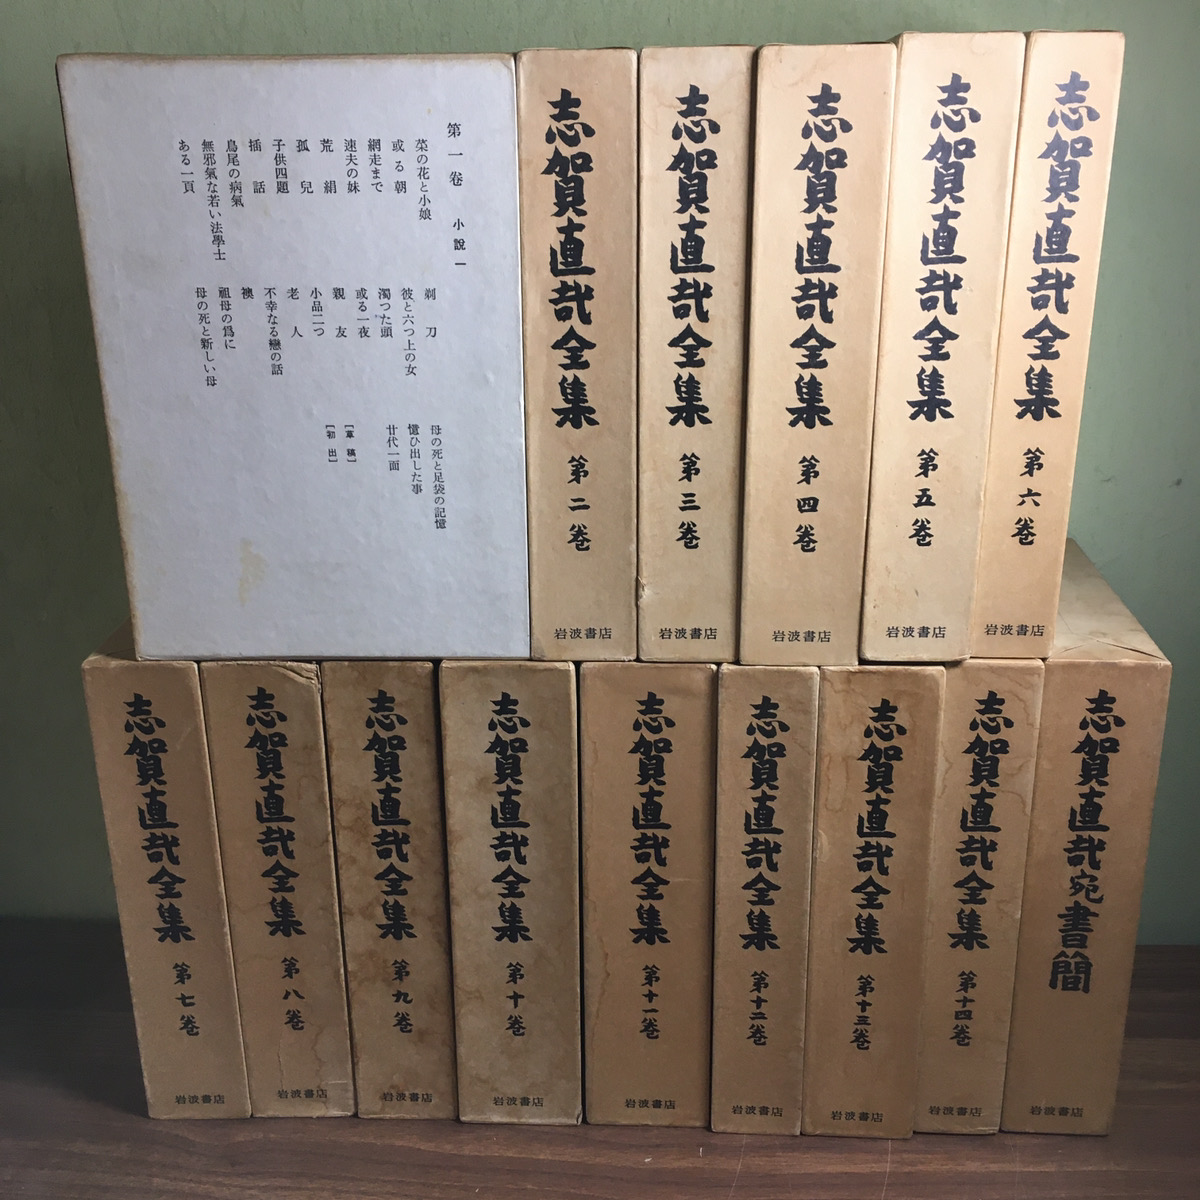 第一卷 小說一
菜の花と小娘
或る朝
網走まで
速夫の妹
荒絹
孤兒
子供四題
插話
鳥尾の病氣
無邪氣な若い法學士
ある一頁
剃刀
彼と六つ上の女
濁つた頭
或る一夜
親友
小品二つ
老人
不幸なる戀の話
襖
祖母の爲に
母の死と新しい母
母の死と足袋の記憶
憶ひ出した事
廿代一面
［草稿］
［初出］
志賀直哉全集 第二巻
岩波書店
志賀直哉全集 第三巻
岩波書店
志賀直哉全集 第四巻
岩波書店
志賀直哉全集 第五巻
岩波書店
志賀直哉全集 第六巻
岩波書店
志賀直哉全集 第七巻
岩波書店
志賀直哉全集 第八巻
岩波書店
志賀直哉全集 第九巻
岩波書店
志賀直哉全集 第十巻
岩波書店
志賀直哉全集 第十一巻
岩波書店
志賀直哉全集 第十二巻
岩波書店
志賀直哉全集 第十三巻
岩波書店
志賀直哉全集 第十四巻
岩波書店
志賀直哉宛書簡
岩波書店